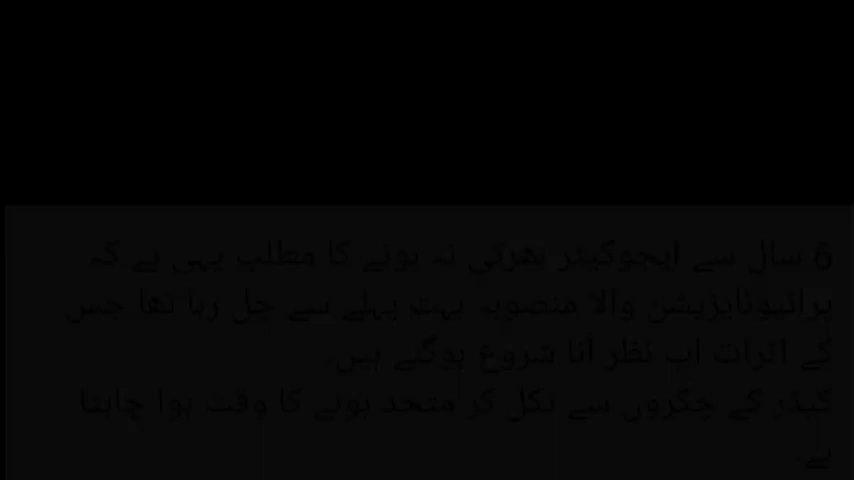 6 سال سے ایجوکیٹر بھرتی نہ ہونے کا مطلب یہی ہے کہ
پرائیوٹایزیشن والا منصوبہ بہت پہلے سے چل رہا تھا جس
کے اثرات اب نظر آنا شروع ہوگئے ہیں۔
کیڈر کے چکروں سے نکل کر متحد ہونے کا وقت ہوا چاہتا
ہے۔